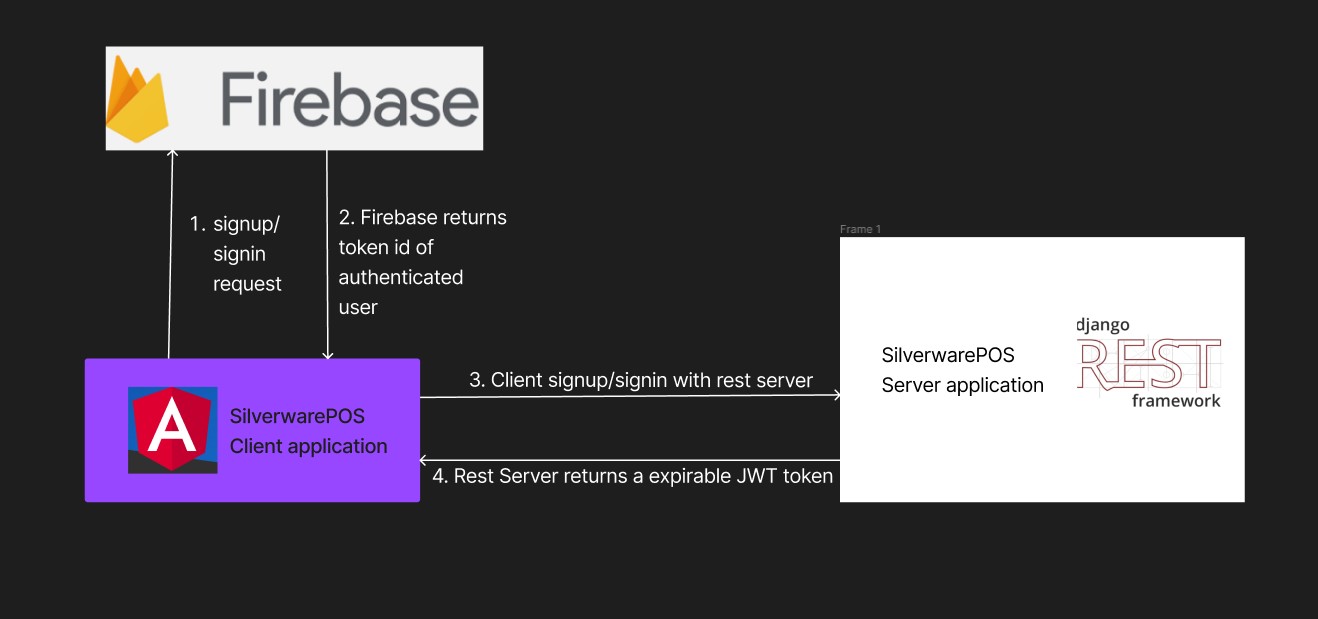 Firebase
1. signup/
signin
request
2. Firebase returns
token id of
authenticated
user
Frame 1
SilverwarePOS
Server application
django
REST
framework
3. Client signup/signin with rest server
SilverwarePOS
Client application
4. Rest Server returns a expirable JWT token